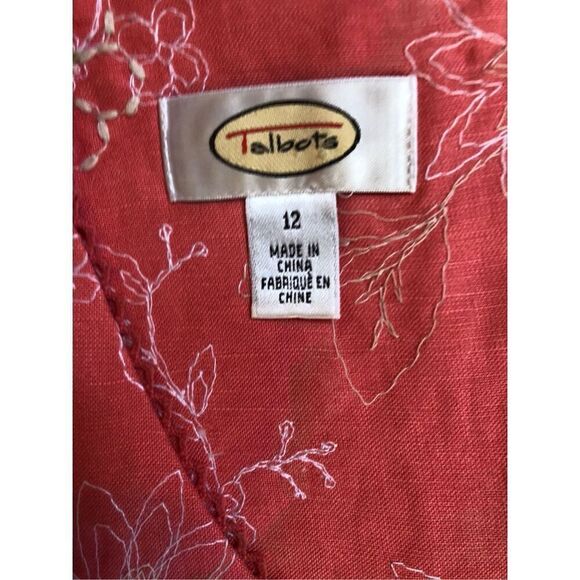 Talbots
12
MADE IN
CHINA
FABRIQUÉ EN
CHINE